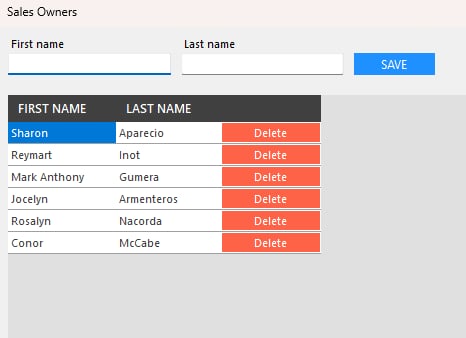 Sales Owners
First name Last name
SAVE
FIRST NAME LAST NAME
Sharon Aparecio Delete
Reymart Inot Delete
Mark Anthony Gumera Delete
Jocelyn Armenteros Delete
Rosalyn Nacorda Delete
Conor McCabe Delete